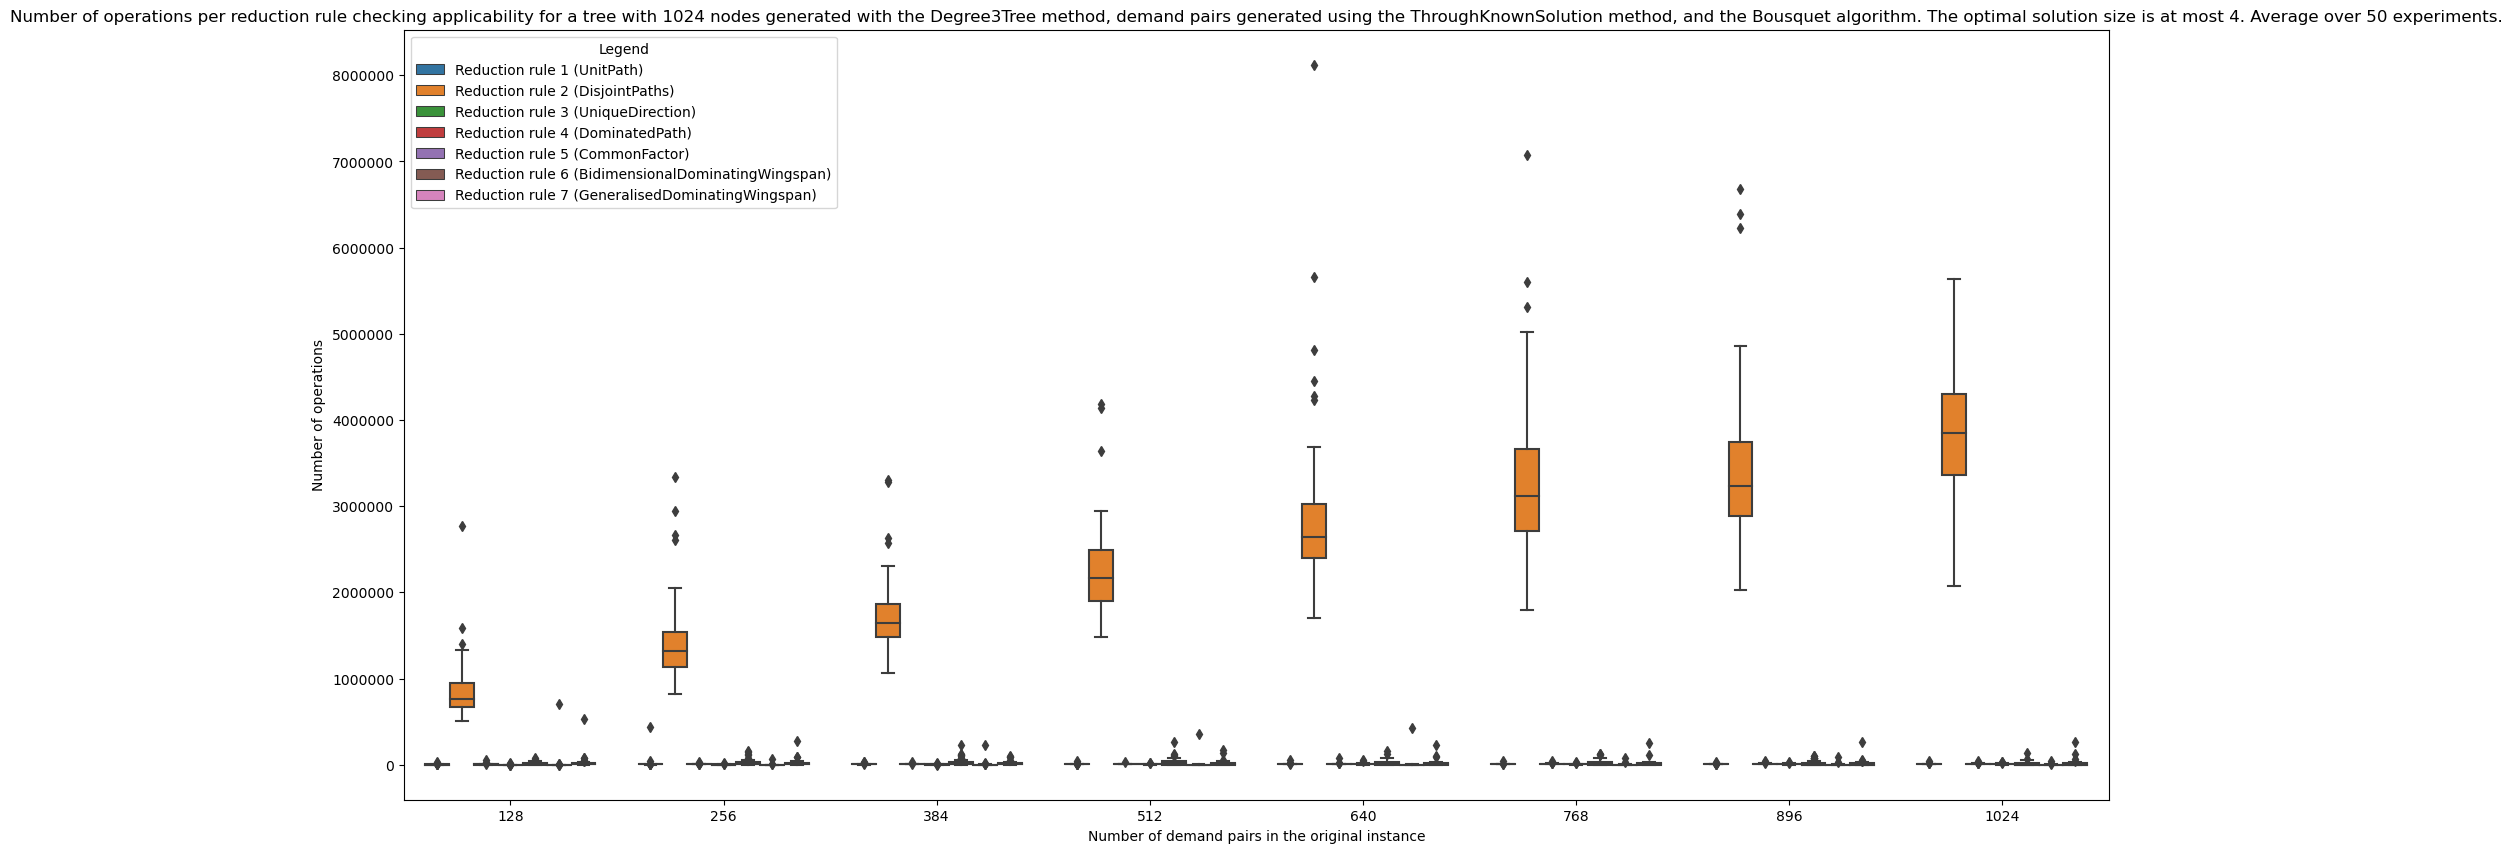 Number of operations per reduction rule checking applicability for a tree with 1024 nodes generated with the Degree3Tree method, demand pairs generated using the ThroughKnownSolution method, and the Bousquet algorithm. The optimal solution size is at most 4. Average over 50 experiments.
Legend
Reduction rule 1 (UnitPath)
Reduction rule 2 (DisjointPaths)
Reduction rule 3 (UniqueDirection)
Reduction rule 4 (DominatedPath)
Reduction rule 5 (CommonFactor)
Reduction rule 6 (BidimensionalDominatingWingspan)
Reduction rule 7 (GeneralisedDominatingWingspan)
Number of operations
8000000
7000000
6000000
5000000
4000000
3000000
2000000
1000000
0
128 256 384 512 640 768 896 1024
Number of demand pairs in the original instance